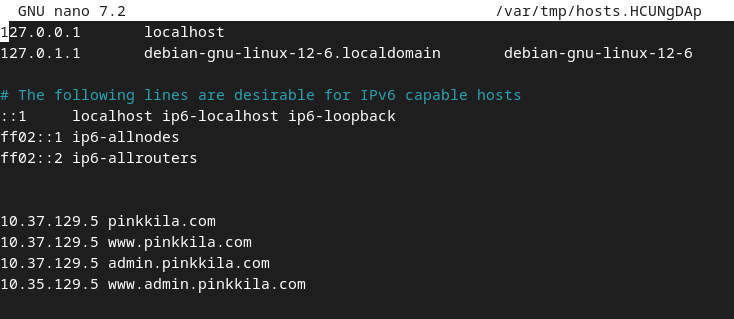 GNU nano 7.2 /var/tmp/hosts.HCUNgDAp
127.0.0.1 localhost
127.0.1.1 debian-gnu-linux-12-6.localdomain debian-gnu-linux-12-6
# The following lines are desirable for IPv6 capable hosts
::1 localhost ip6-localhost ip6-loopback
ff02::1 ip6-allnodes
ff02::2 ip6-allrouters
10.37.129.5 pinkkila.com
10.37.129.5 www.pinkkila.com
10.37.129.5 admin.pinkkila.com
10.35.129.5 www.admin.pinkkila.com